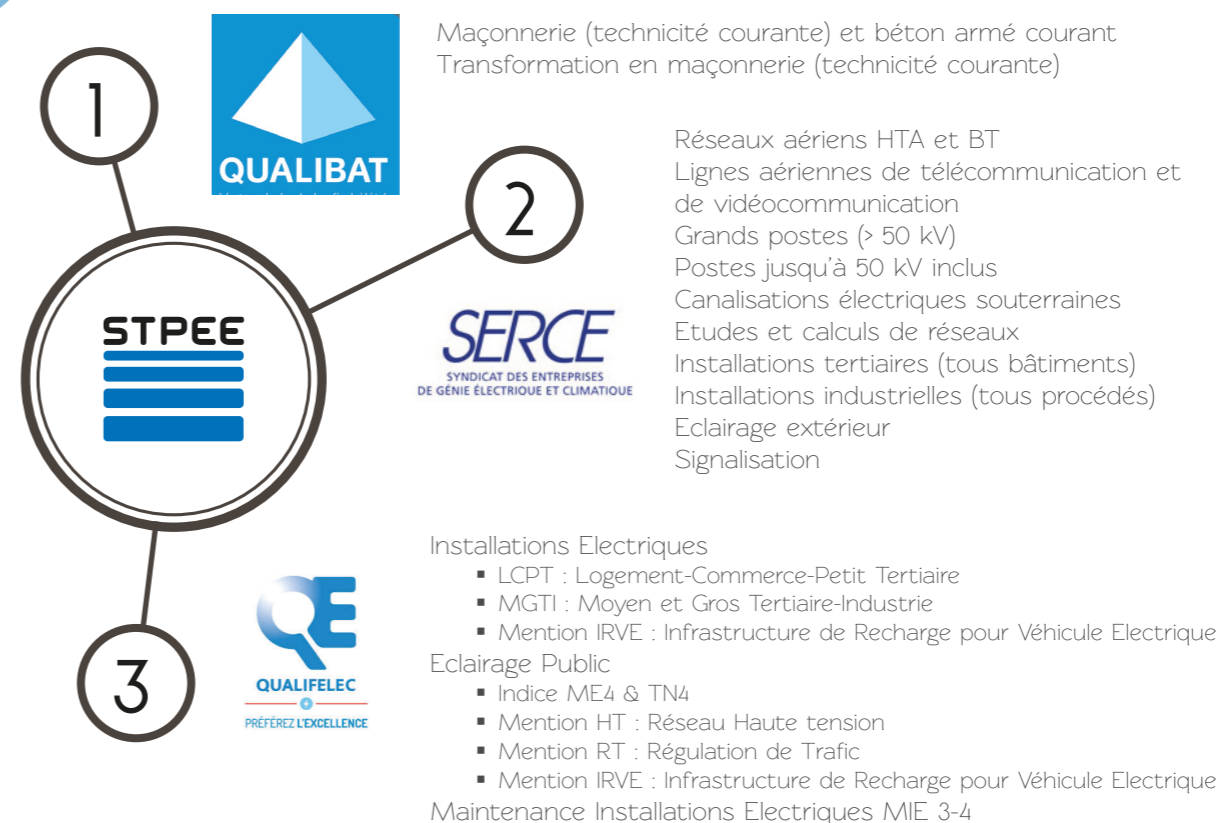 1
QUALIBAT
Maçonnerie (technicité courante) et béton armé courant
Transformation en maçonnerie (technicité courante)
2
SERCE
SYNDICAT DES ENTREPRISES
DE GÉNIE ÉLECTRIQUE ET CLIMATIQUE
Réseaux aériens HTA et BT
Lignes aériennes de télécommunication et
de vidéocommunication
Grands postes (> 50 kV)
Postes jusqu'à 50 kV inclus
Canalisations électriques souterraines
Etudes et calculs de réseaux
Installations tertiaires (tous bâtiments)
Installations industrielles (tous procédés)
Eclairage extérieur
Signalisation
STPEE
3
QE
QUALIFELEC
PRÉFÉREZ L'EXCELLENCE
Installations Electriques
▪ LCPT : Logement-Commerce-Petit Tertiaire
▪ MGTI : Moyen et Gros Tertiaire-Industrie
▪ Mention IRVE : Infrastructure de Recharge pour Véhicule Electrique
Eclairage Public
▪ Indice ME4 & TN4
▪ Mention HT : Réseau Haute tension
▪ Mention RT : Régulation de Trafic
▪ Mention IRVE : Infrastructure de Recharge pour Véhicule Electrique
Maintenance Installations Electriques MIE 3-4